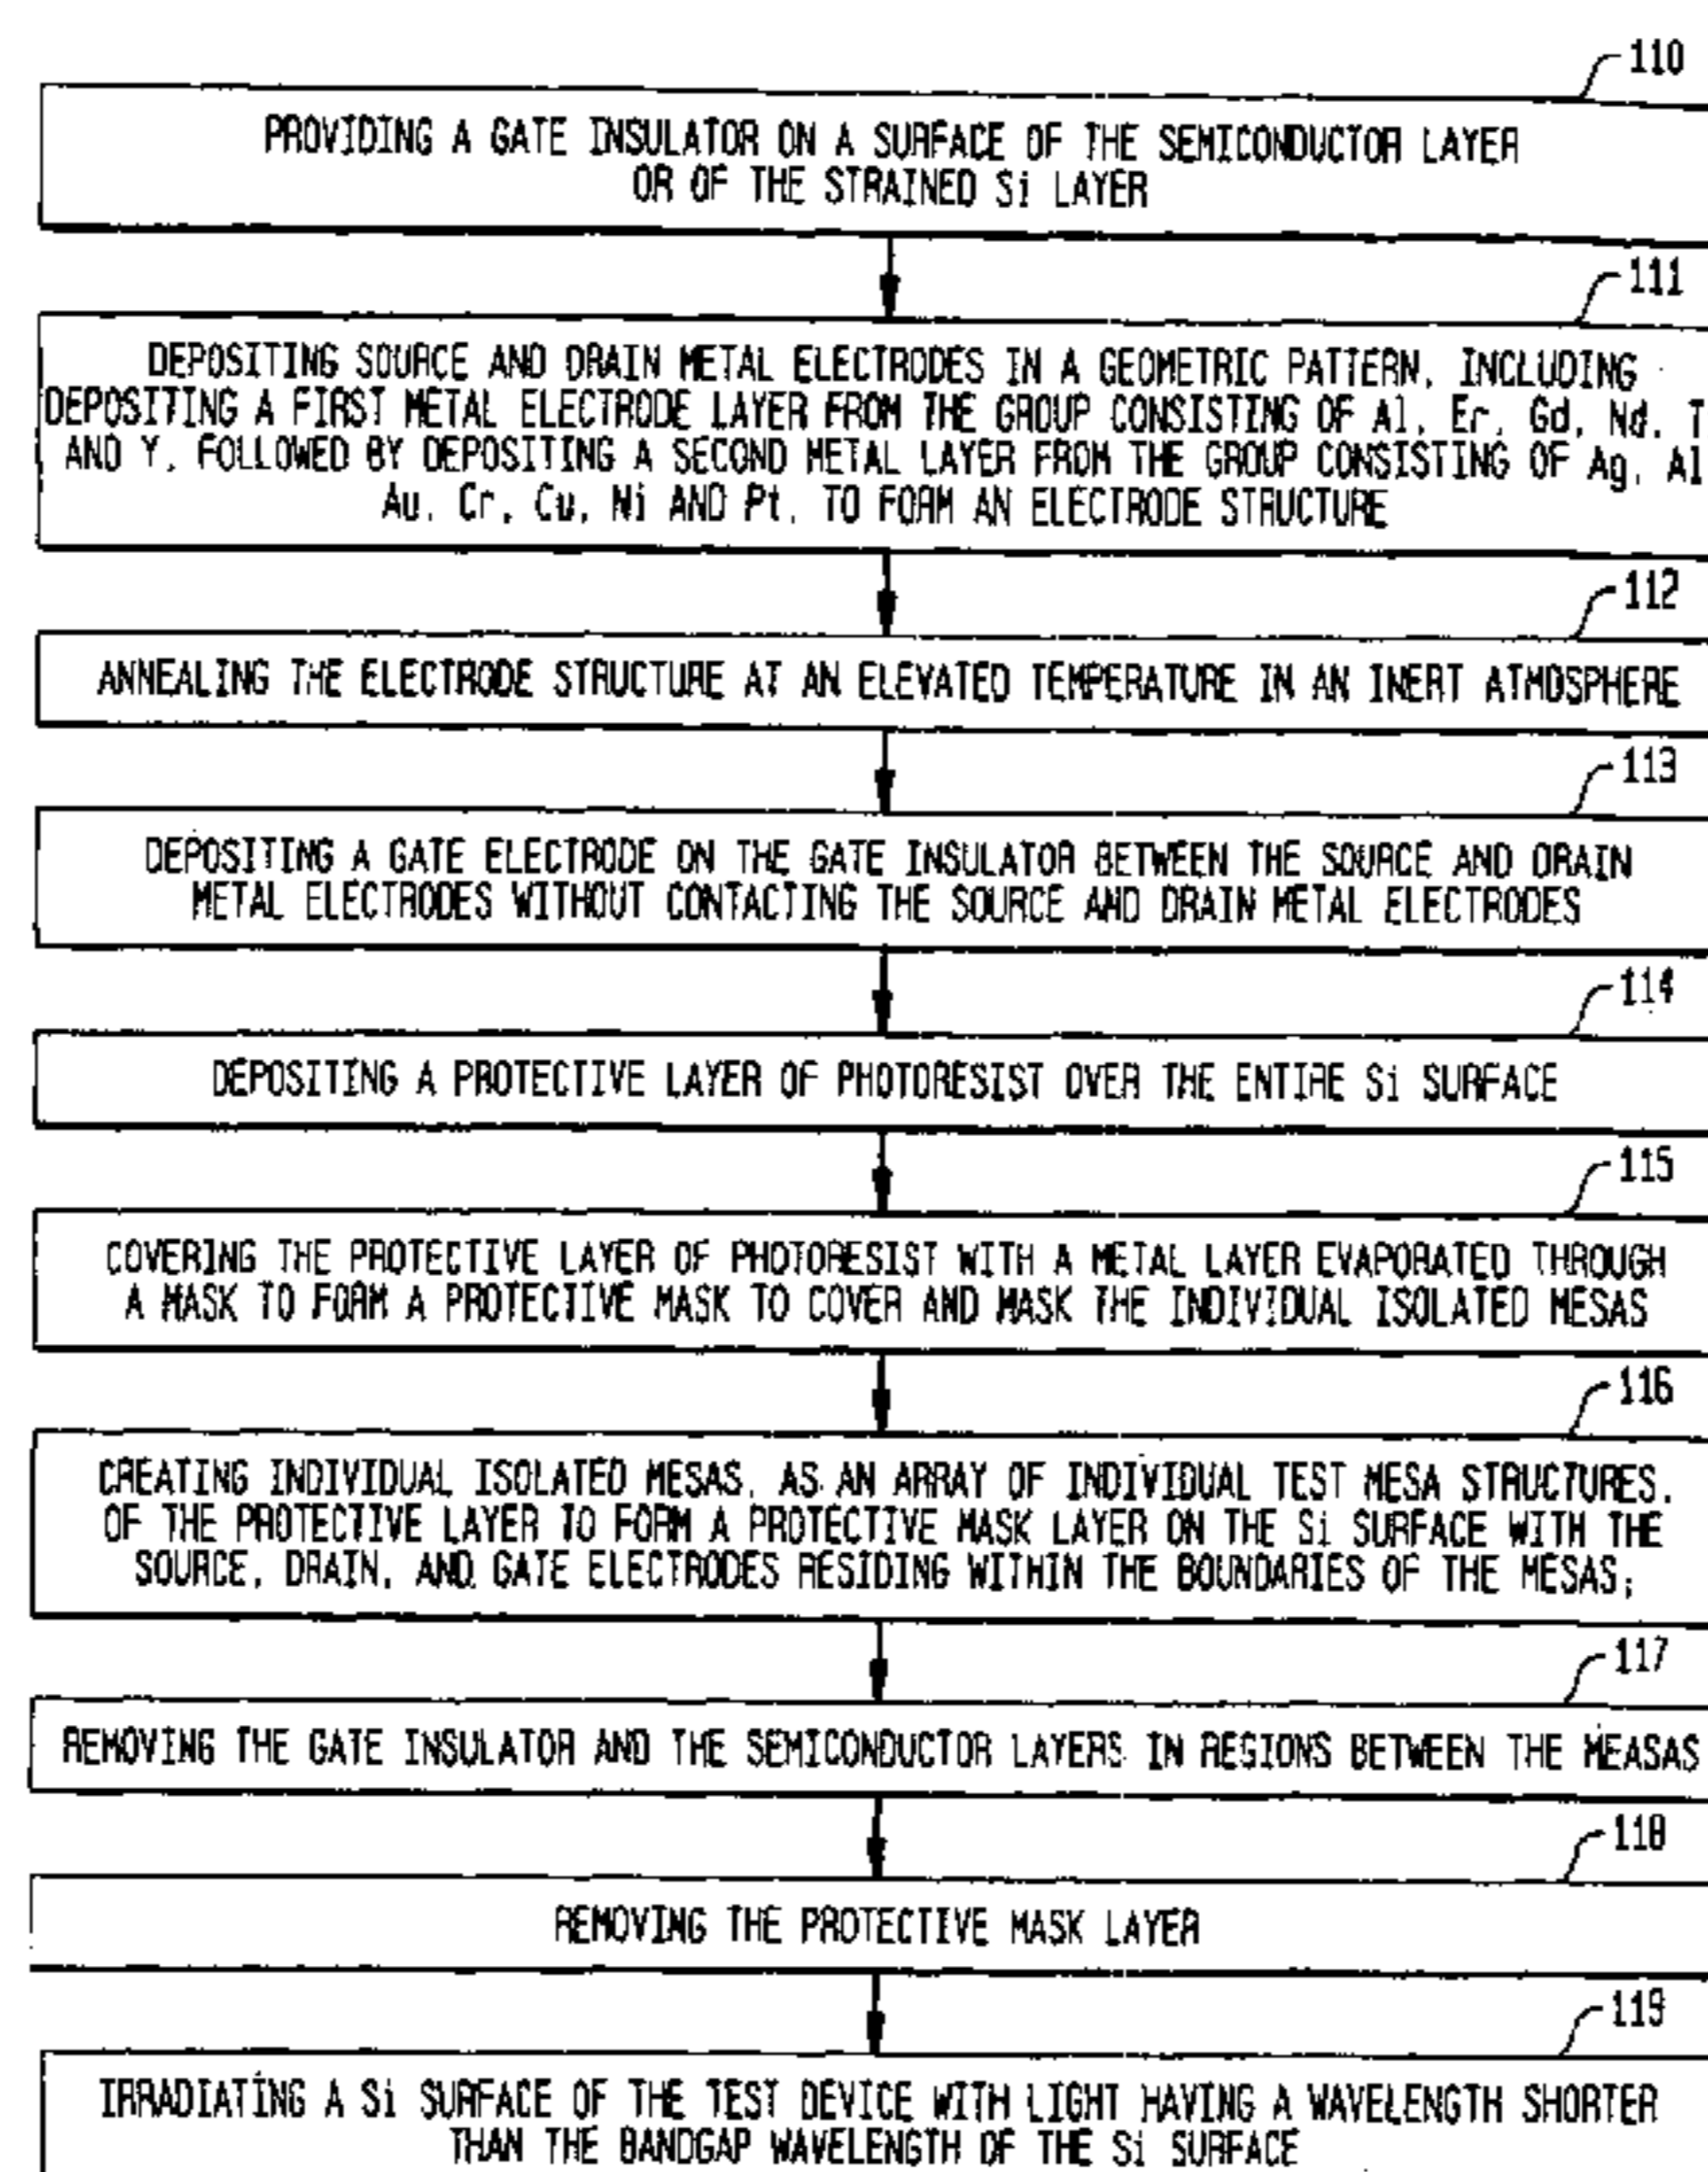 110
PROVIDING A GATE INSULATOR ON A SURFACE OF THE SEMICONDUCTOR LAYER
OR OF THE STRAINED Si LAYER
111
DEPOSITING SOURCE AND DRAIN METAL ELECTRODES IN A GEOMETRIC PATTERN, INCLUDING
DEPOSITING A FIRST METAL ELECTRODE LAYER FROM THE GROUP CONSISTING OF Al, Er, Gd, Nd, T
AND Y, FOLLOWED BY DEPOSITING A SECOND METAL LAYER FROM THE GROUP CONSISTING OF Ag, Al
Au, Cr, Cu, Ni AND Pt, TO FORM AN ELECTRODE STRUCTURE
112
ANNEALING THE ELECTRODE STRUCTURE AT AN ELEVATED TEMPERATURE IN AN INERT ATMOSPHERE
113
DEPOSITING A GATE ELECTRODE ON THE GATE INSULATOR BETWEEN THE SOURCE AND DRAIN
METAL ELECTRODES WITHOUT CONTACTING THE SOURCE AND DRAIN METAL ELECTRODES
114
DEPOSITING A PROTECTIVE LAYER OF PHOTORESIST OVER THE ENTIRE Si SURFACE
115
COVERING THE PROTECTIVE LAYER OF PHOTORESIST WITH A METAL LAYER EVAPORATED THROUGH
A MASK TO FORM A PROTECTIVE MASK TO COVER AND MASK THE INDIVIDUAL ISOLATED MESAS
116
CREATING INDIVIDUAL ISOLATED MESAS, AS AN ARRAY OF INDIVIDUAL TEST MESA STRUCTURES,
OF THE PROTECTIVE LAYER TO FORM A PROTECTIVE MASK LAYER ON THE Si SURFACE WITH THE
SOURCE, DRAIN, AND GATE ELECTRODES RESIDING WITHIN THE BOUNDARIES OF THE MESAS;
117
REMOVING THE GATE INSULATOR AND THE SEMICONDUCTOR LAYERS IN REGIONS BETWEEN THE MEASAS
118
REMOVING THE PROTECTIVE MASK LAYER
119
IRRADIATING A Si SURFACE OF THE TEST DEVICE WITH LIGHT HAVING A WAVELENGTH SHORTER
THAN THE BANDGAP WAVELENGTH OF THE Si SURFACE